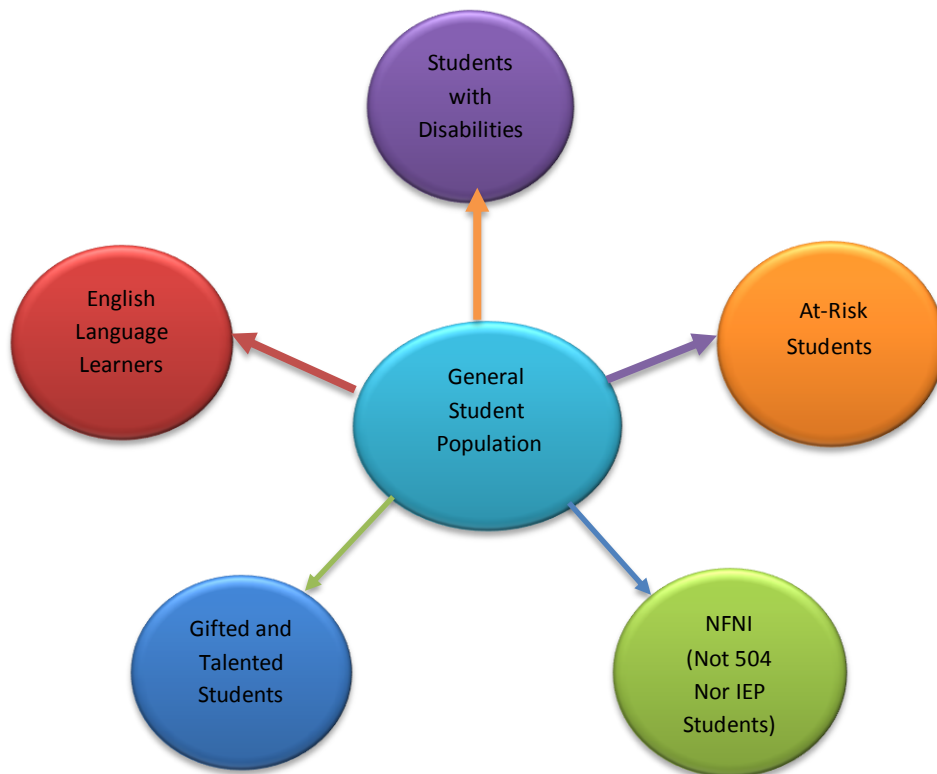 Students
with
Disabilities
English
Language
Learners
At-Risk
Students
General
Student
Population
Gifted and
Talented
Students
NFNI
(Not 504
Nor IEP
Students)